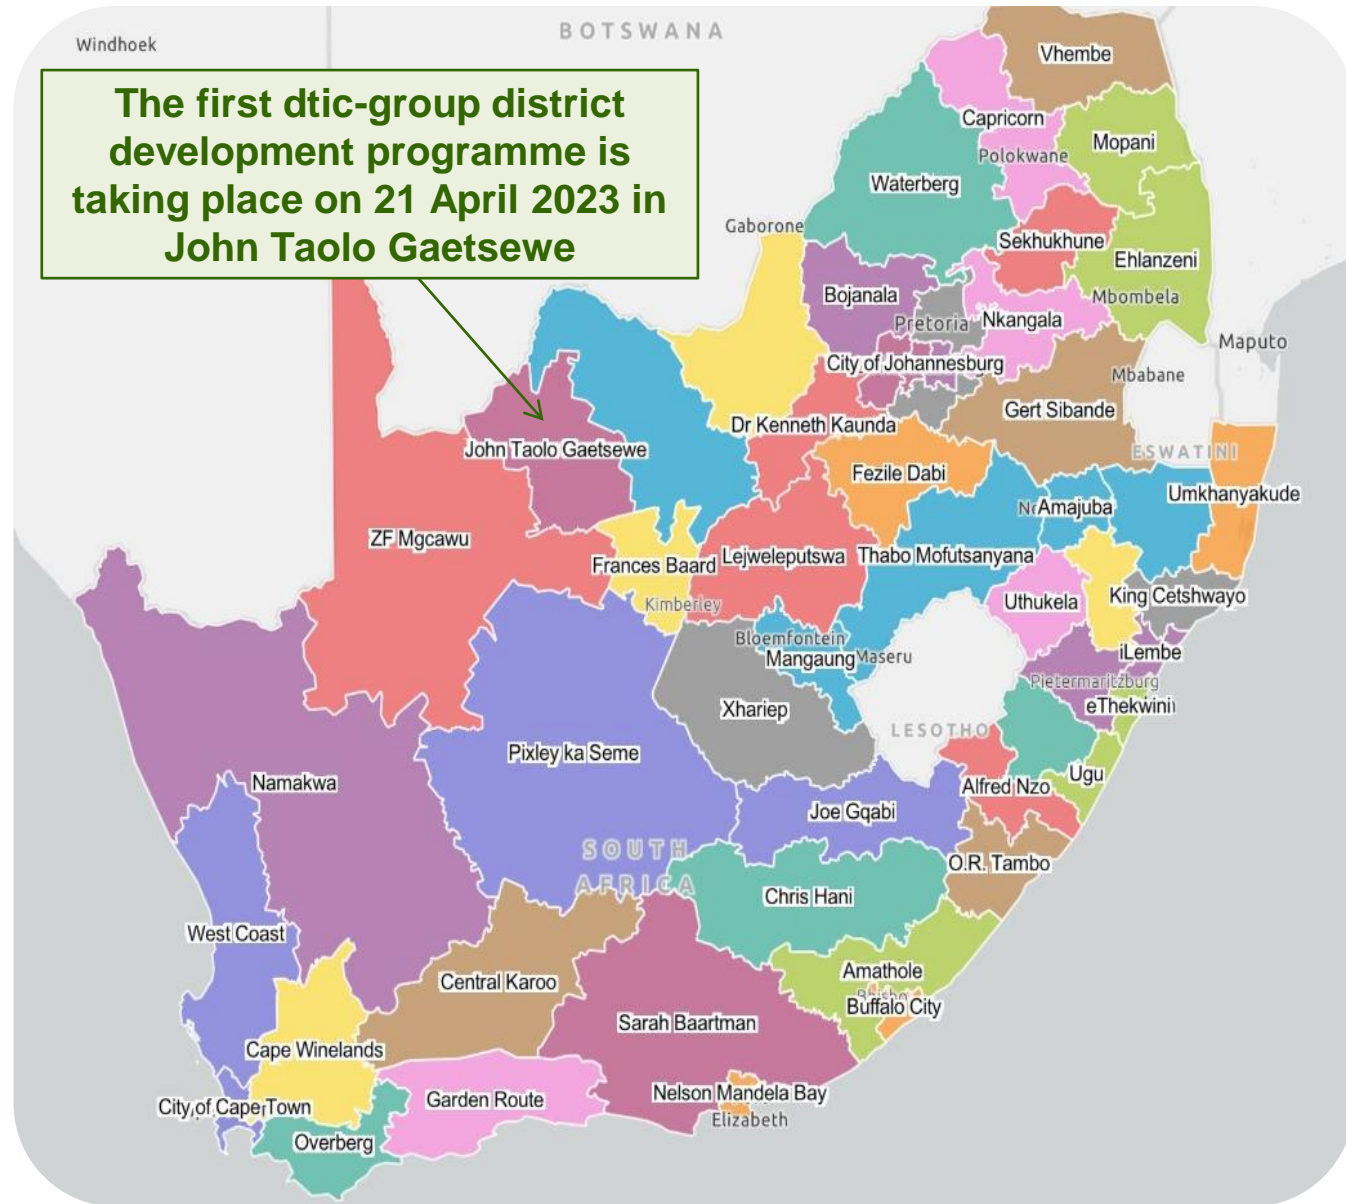 Windhoek
BOTSWANA
The first dtic-group district
development programme is
taking place on 21 April 2023 in
John Taolo Gaetsewe
Vhembe
Capricorn
Mopani
Polokwane
Waterberg
Gaborone
Sekhukhune
Ehlanzeni
Bojanala
Mbombela
Pretoria
Nkangala
Maputo
City of Johannesburg
Mbabane
Gert Sibande
Dr Kenneth Kaunda
John Taolo Gaetsewe
ESWATINI
Fezile Dabi
Umkhanyakude
Amajuba
ZF Mgcawu
Frances Baard
Lejweleputswa
Thabo Mofutsanyana
King Cetshwayo
Uthukela
Kimberley
Bloemfontein
iLembe
Mangaung
Maseru
Pietermaritzburg
Xhariep
eThekwini
LESOTHO
Pixley ka Seme
Ugu
Namakwa
Alfred Nzo
Joe Gqabi
SOUTH
AFRICA
O.R. Tambo
Chris Hani
West Coast
Amathole
Central Karoo
Buffalo City
Sarah Baartman
Cape Winelands
Nelson Mandela Bay
Garden Route
City of Cape Town
Elizabeth
Overberg